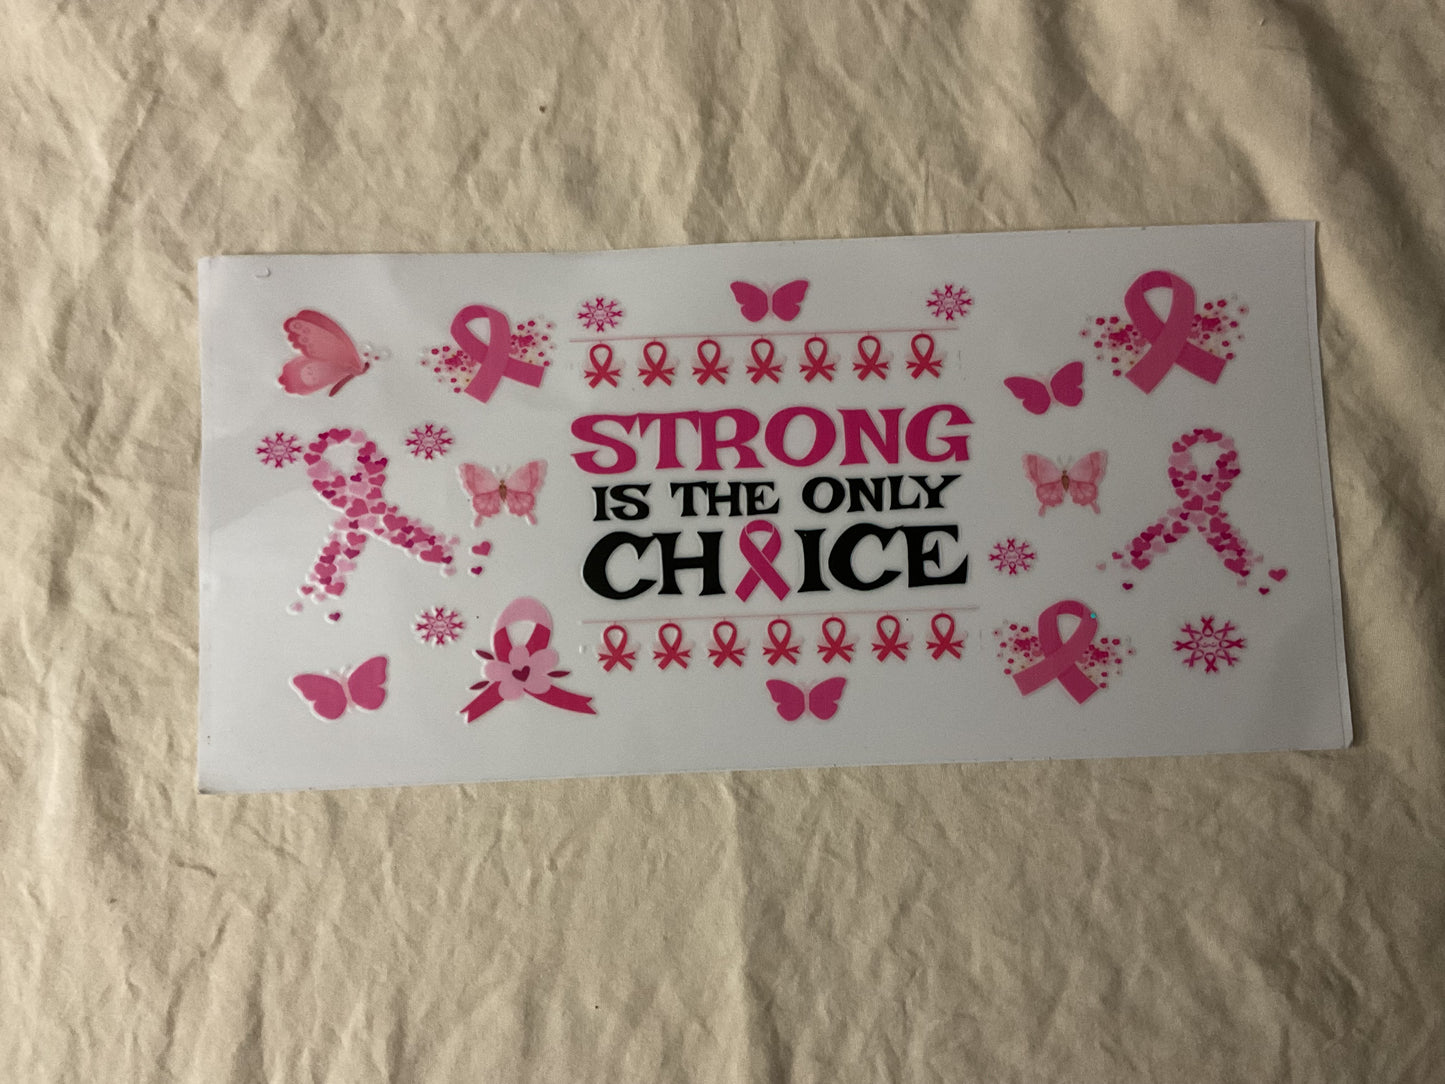 STRONG
IS THE ONLY
CHOICE